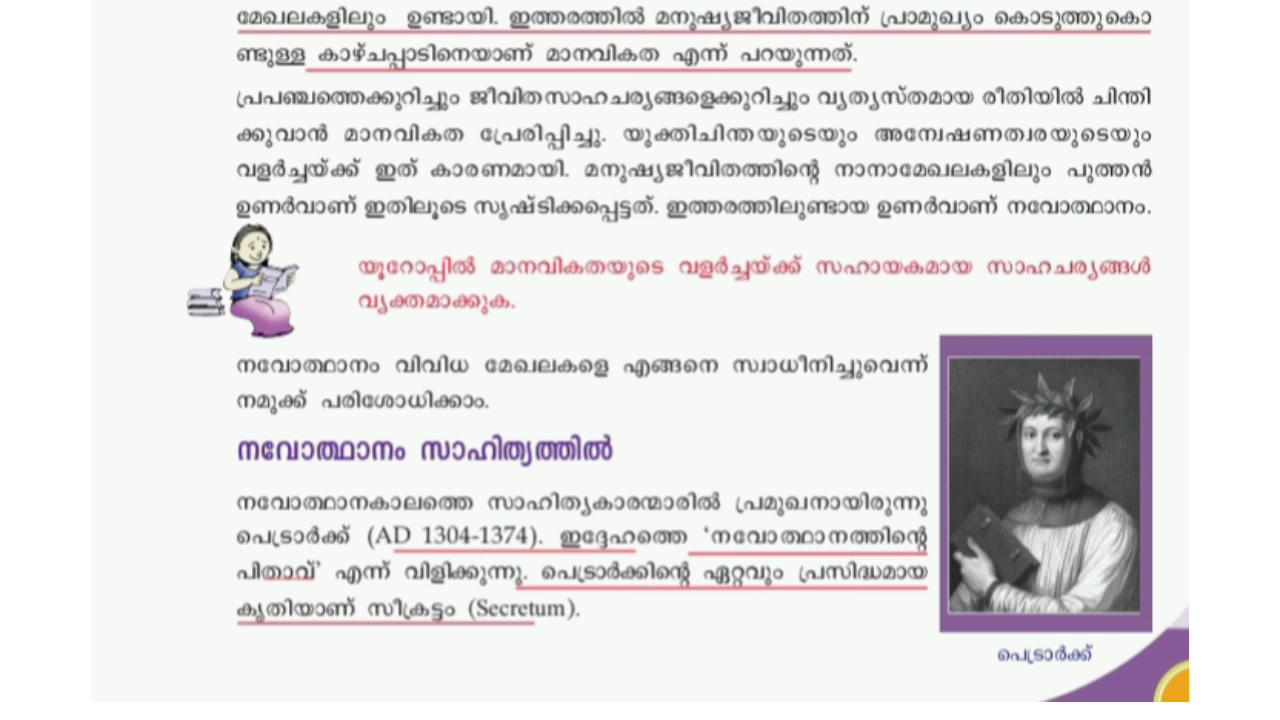 മേഖലകളിലും ഉണ്ടായി. ഇത്തരത്തിൽ മനുഷ്യജീവിതത്തിന് പ്രാമുഖ്യം കൊടുത്തുകൊ
ണ്ടുള്ള കാഴ്ചപ്പാടിനെയാണ് മാനവികത എന്ന് പറയുന്നത്.
പ്രപഞ്ചത്തെക്കുറിച്ചും ജീവിതസാഹചര്യങ്ങളെക്കുറിച്ചും വ്യത്യസ്തമായ രീതിയിൽ ചിന്തി
ക്കുവാൻ മാനവികത പ്രേരിപ്പിച്ചു. യുക്തിചിന്തയുടെയും അന്വേഷണത്വരയുടെയും
വളർച്ചയ്ക്ക് ഇത് കാരണമായി. മനുഷ്യജീവിതത്തിന്റെ നാനാമേഖലകളിലും പുത്തൻ
ഉണർവാണ് ഇതിലൂടെ സൃഷ്ടിക്കപ്പെട്ടത്. ഇത്തരത്തിലുണ്ടായ ഉണർവാണ് നവോത്ഥാനം.
യൂറോപ്പിൽ മാനവികതയുടെ വളർച്ചയ്ക്ക് സഹായകമായ സാഹചര്യങ്ങൾ
വ്യക്തമാക്കുക.
നവോത്ഥാനം വിവിധ മേഖലകളെ എങ്ങനെ സ്വാധീനിച്ചുവെന്ന്
നമുക്ക് പരിശോധിക്കാം.
നവോത്ഥാനം സാഹിത്യത്തിൽ
നവോത്ഥാനകാലത്തെ സാഹിത്യകാരന്മാരിൽ പ്രമുഖനായിരുന്നു
പെട്രാർക്ക് (AD 1304-1374). ഇദ്ദേഹത്തെ 'നവോത്ഥാനത്തിന്റെ
പിതാവ്' എന്ന് വിളിക്കുന്നു. പെട്രാർക്കിന്റെ ഏറ്റവും പ്രസിദ്ധമായ
കൃതിയാണ് സീക്രട്ടം (Secretum).
പെട്രാർക്ക്